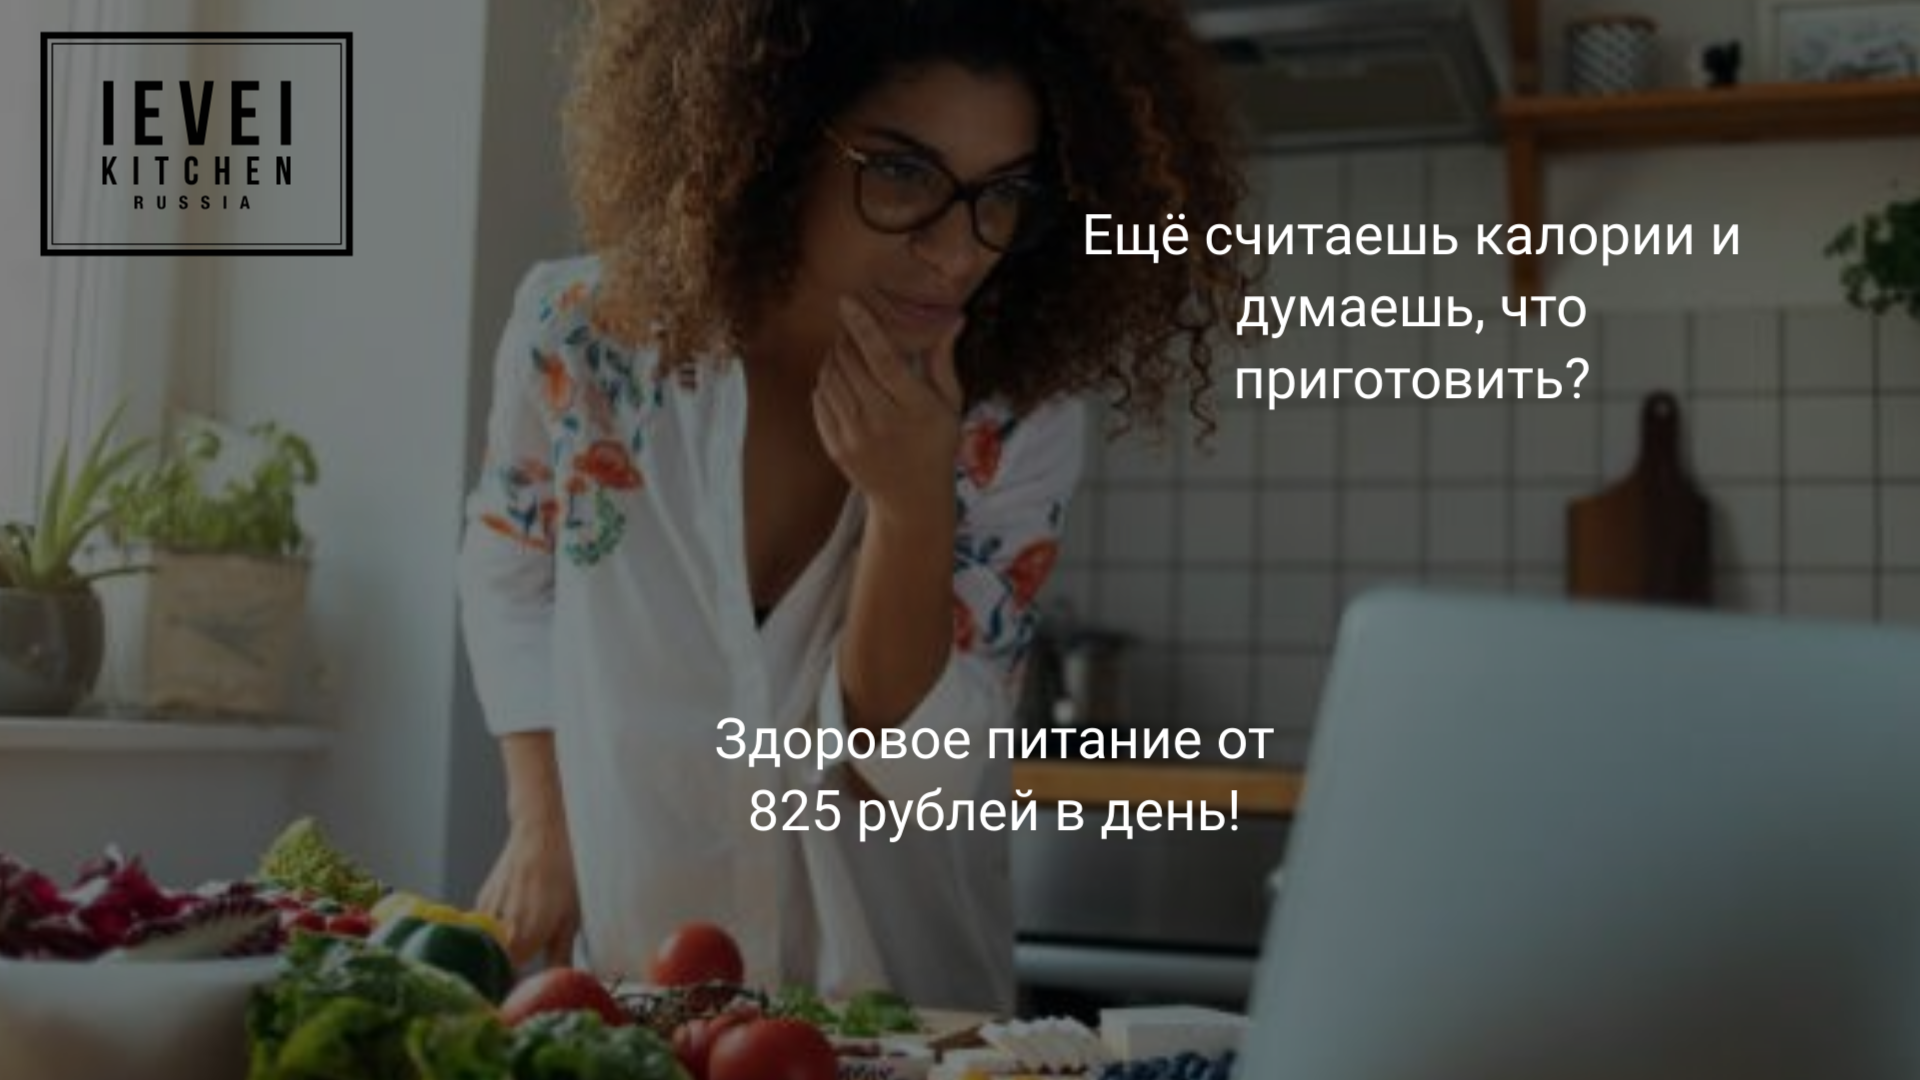 IEVEI
KITCHEN
RUSSIA
Ещё считаешь калории и
думаешь, что
приготовить?
Здоровое питание от
825 рублей в день!